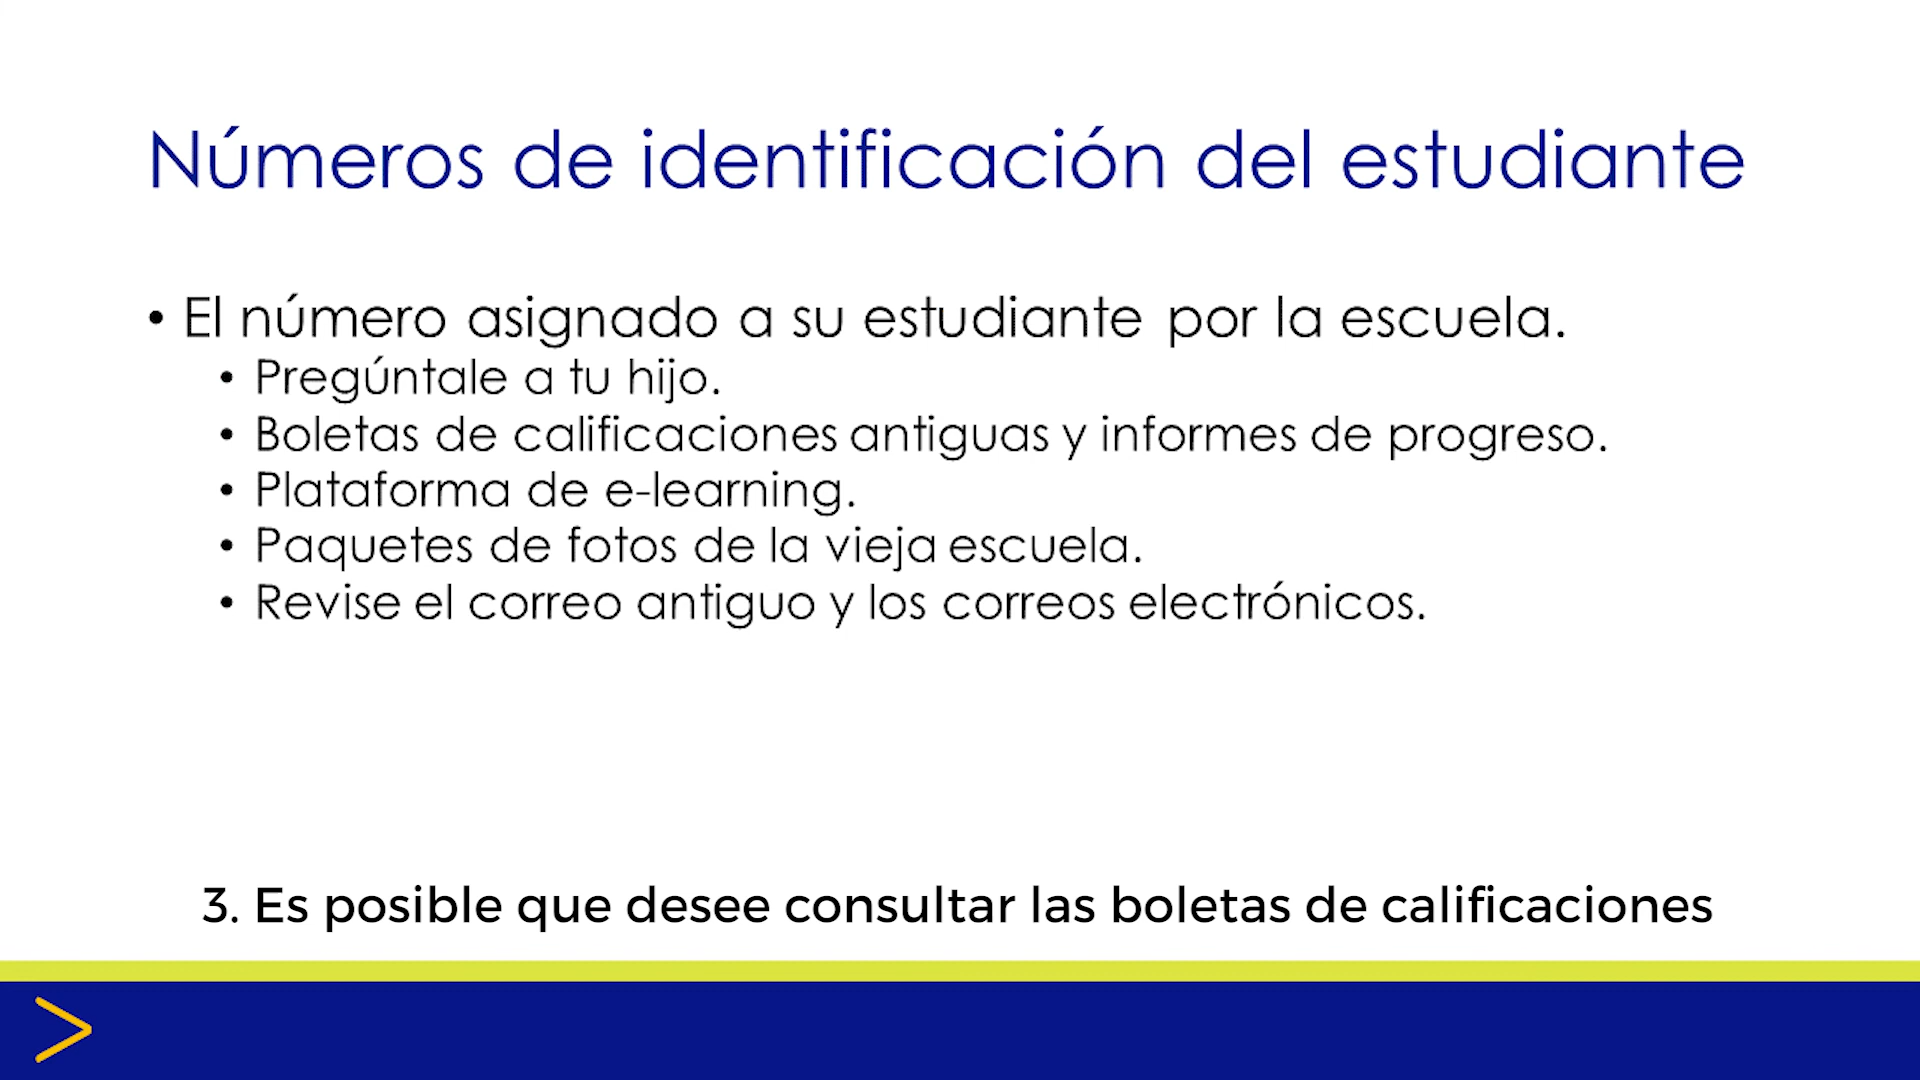 Números de identificación del estudiante
• El número asignado a su estudiante por la escuela.
• Pregúntale a tu hijo.
• Boletas de calificaciones antiguas y informes de progreso.
• Plataforma de e-learning.
• Paquetes de fotos de la vieja escuela.
• Revise el correo antiguo y los correos electrónicos.
3. Es posible que desee consultar las boletas de calificaciones